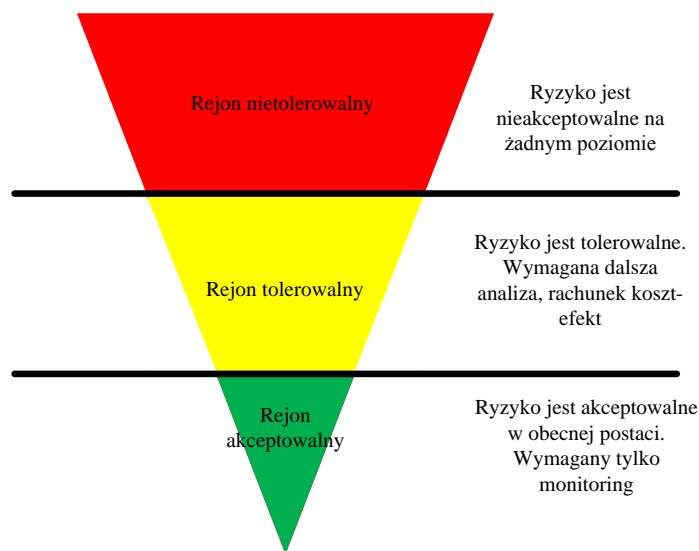 Rejon nietolerowalny
Ryzyko jest
nieakceptowalne na
żadnym poziomie
Rejon tolerowalny
Ryzyko jest tolerowalne.
Wymagana dalsza
analiza, rachunek koszt-
efekt
Rejon
akceptowalny
Ryzyko jest akceptowalne
w obecnej postaci.
Wymagany tylko
monitoring